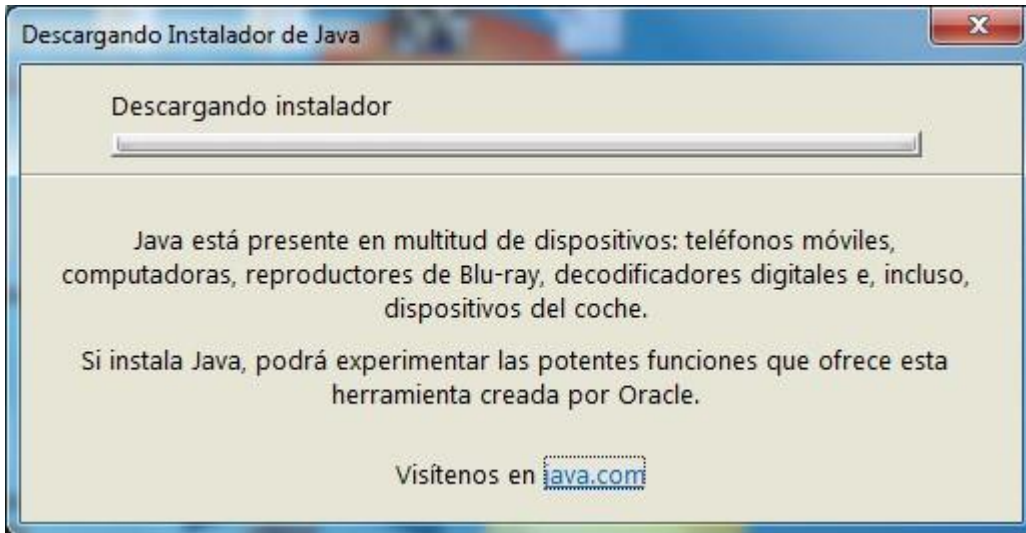 Descargando Instalador de Java
Descargando instalador
Java está presente en multitud de dispositivos: teléfonos móviles,
computadoras, reproductores de Blu-ray, decodificadores digitales e, incluso,
dispositivos del coche.
Si instala Java, podrá experimentar las potentes funciones que ofrece esta
herramienta creada por Oracle.
Visítenos en java.com